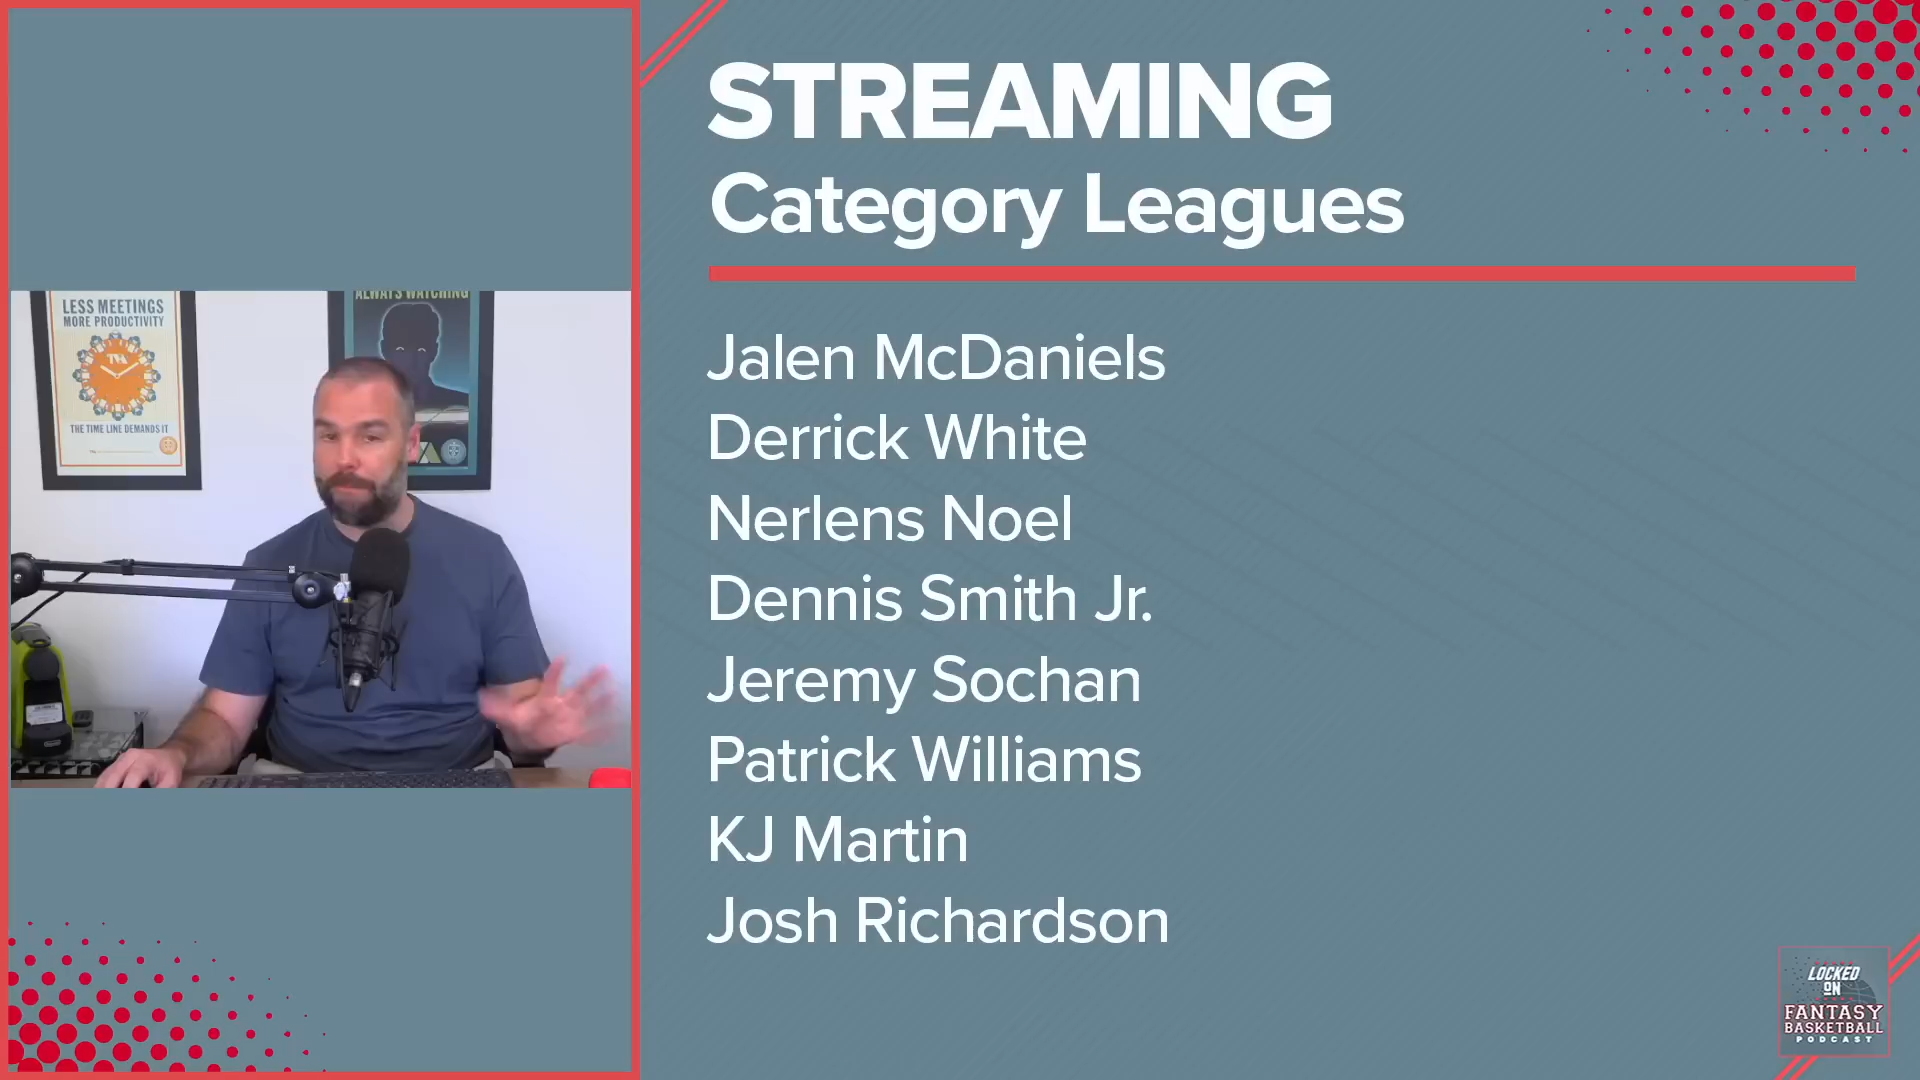 STREAMING
Category Leagues
LESS MEETINGS
MORE PRODUCTIVITY
TVA
THE TIME LINE DEMANDS IT
ALWAYS WATCHING
Jalen McDaniels
Derrick White
Nerlens Noel
Dennis Smith Jr.
Jeremy Sochan
Patrick Williams
KJ Martin
Josh Richardson
LOCKED
ON
FANTASY
BASKETBALL
PODCAST